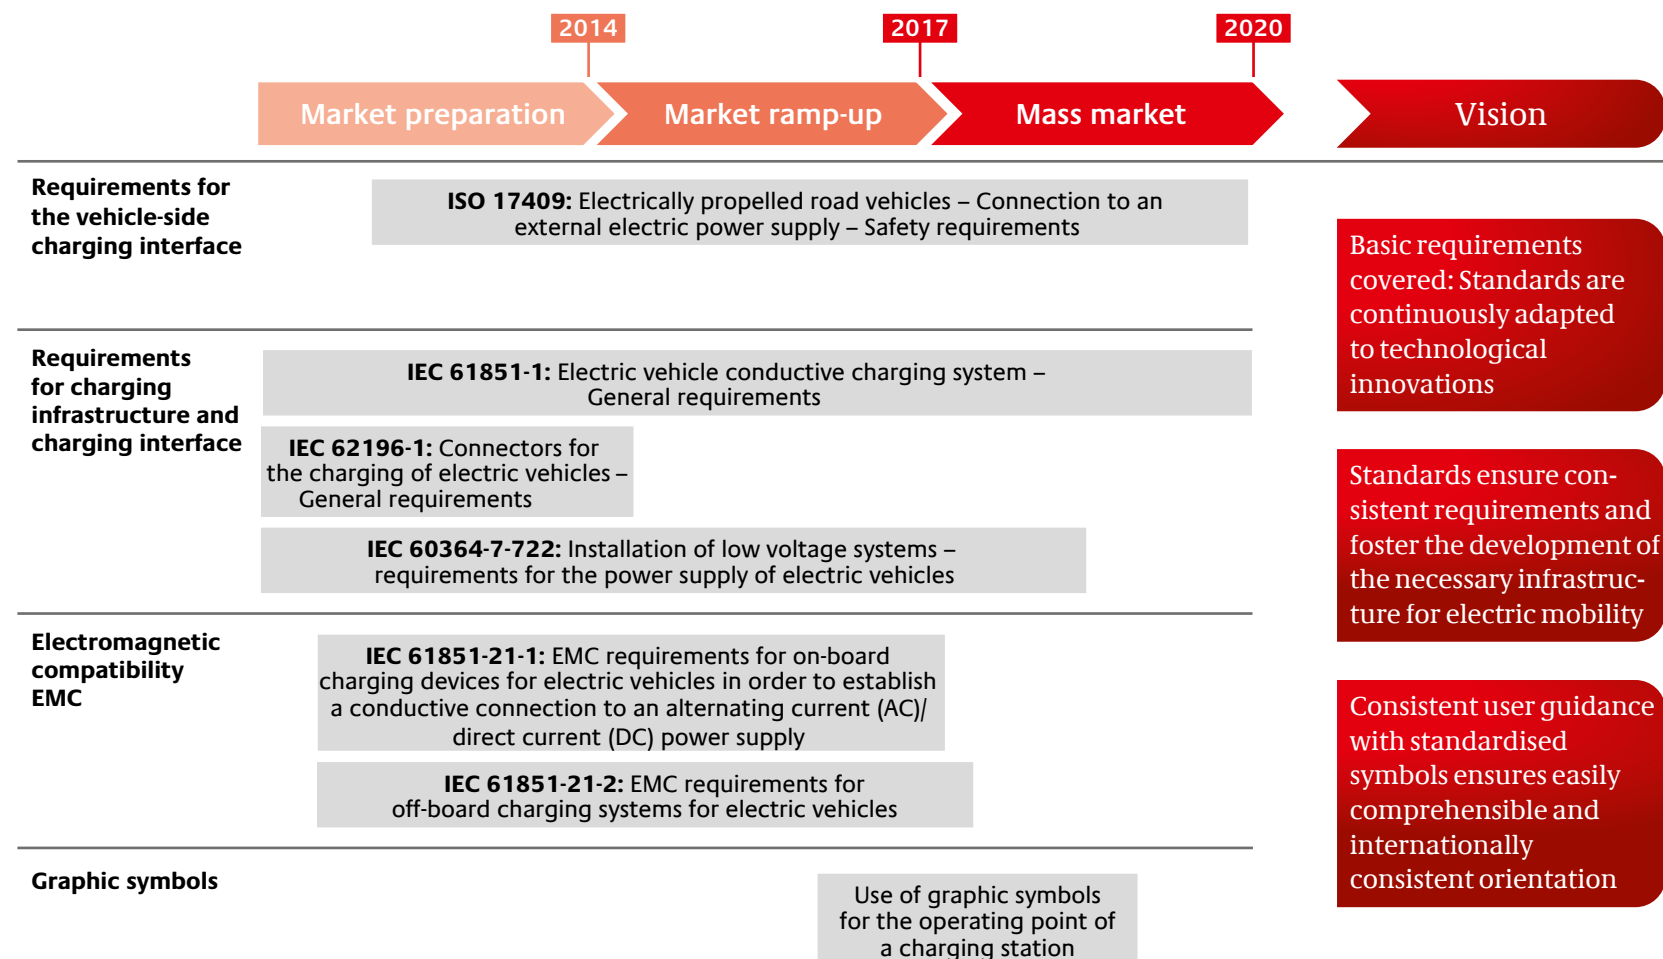 2014
2017
2020
Market preparation
Market ramp-up
Mass market
Vision
Requirements for
the vehicle-side
charging interface
ISO 17409: Electrically propelled road vehicles – Connection to an
external electric power supply – Safety requirements
Requirements
for charging
infrastructure and
charging interface
IEC 61851-1: Electric vehicle conductive charging system –
General requirements
IEC 62196-1: Connectors for
the charging of electric vehicles –
General requirements
IEC 60364-7-722: Installation of low voltage systems –
requirements for the power supply of electric vehicles
Electromagnetic
compatibility
EMC
IEC 61851-21-1: EMC requirements for on-board
charging devices for electric vehicles in order to establish
a conductive connection to an alternating current (AC)/
direct current (DC) power supply
IEC 61851-21-2: EMC requirements for
off-board charging systems for electric vehicles
Graphic symbols
Use of graphic symbols
for the operating point of
a charging station
Basic requirements
covered: Standards are
continuously adapted
to technological
innovations
Standards ensure con-
sistent requirements and
foster the development of
the necessary infrastruc-
ture for electric mobility
Consistent user guidance
with standardised
symbols ensures easily
comprehensible and
internationally
consistent orientation